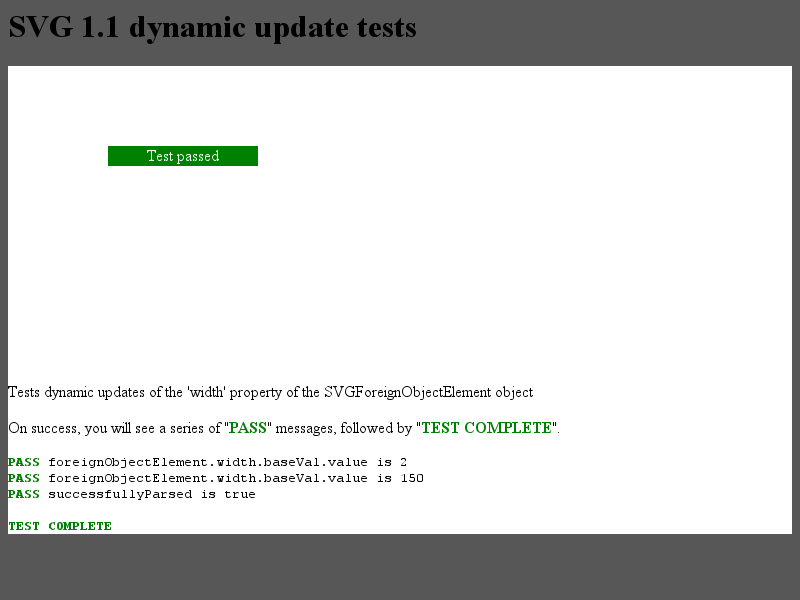 SVG 1.1 dynamic update tests
Test passed
Tests dynamic updates of the 'width' property of the SVGForeignObjectElement object
On success, you will see a series of "PASS" messages, followed by "TEST COMPLETE".
PASS foreignObjectElement.width.baseVal.value is 2
PASS foreignObjectElement.width.baseVal.value is 150
PASS successfullyParsed is true
TEST COMPLETE